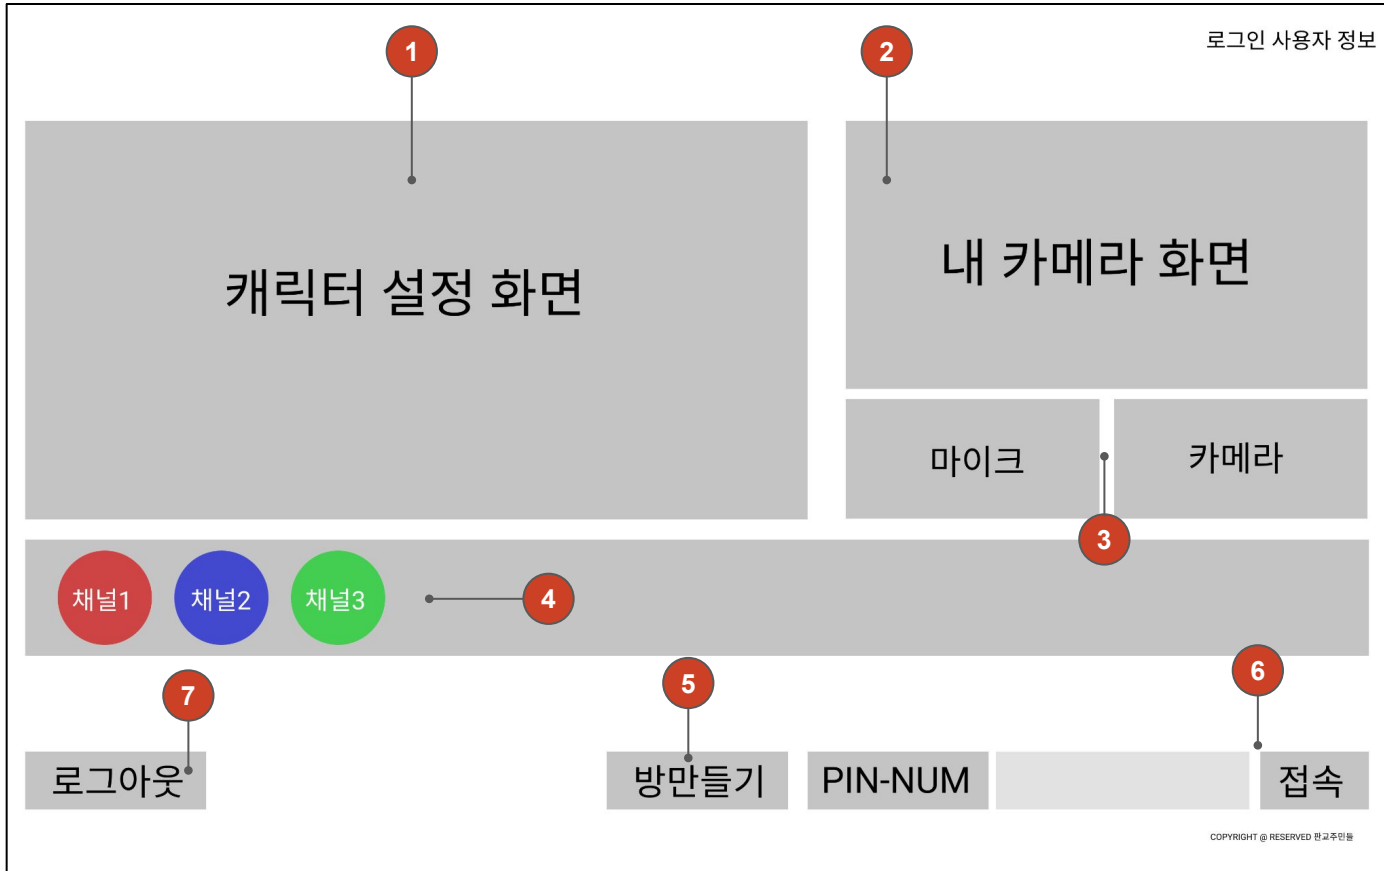 1
2
로그인 사용자 정보
캐릭터 설정 화면
내 카메라 화면
마이크
카메라
3
채널1
채널2
채널3
4
7
5
6
로그아웃
방만들기
PIN-NUM
접속
COPYRIGHT @ RESERVED 판교주민들